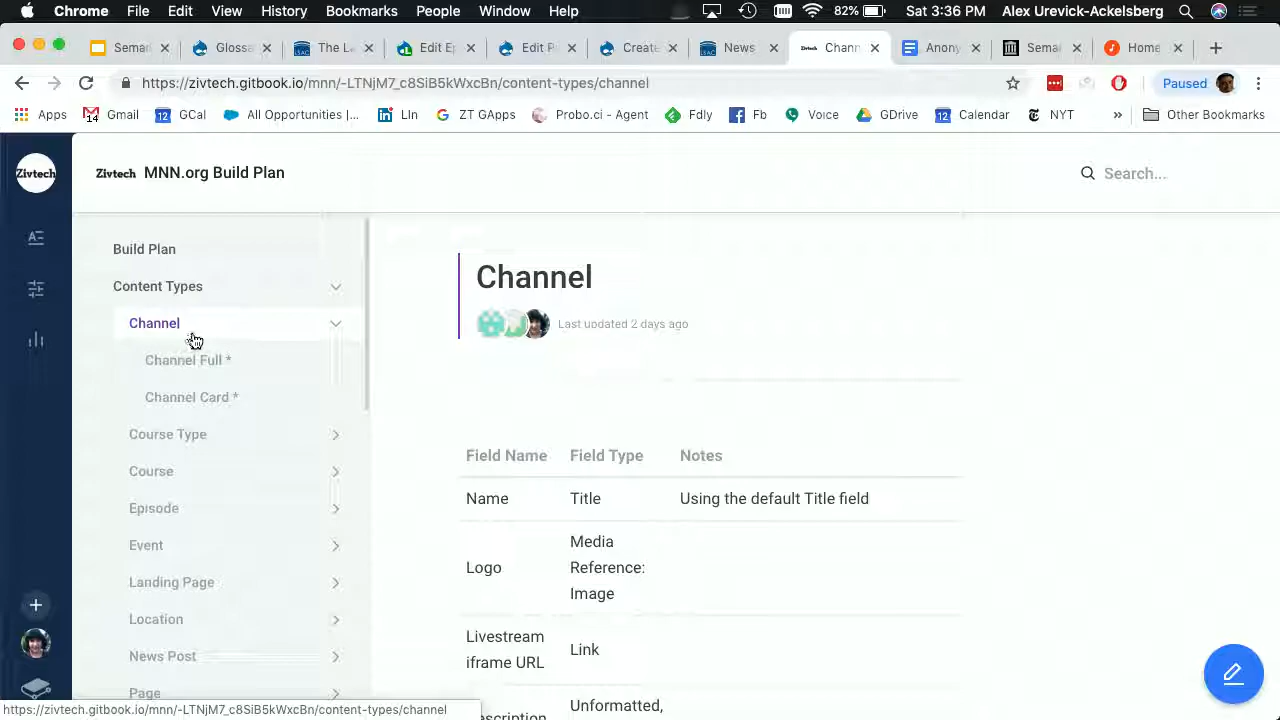 Chrome File Edit View History Bookmarks People Window Help 82% Sat 3:36 PM Alex Urevick-Ackelsberg
Seman Glossa The L Edit E Edit P Create News Chann Anony Semai Home
https://zivtech.gitbook.io/mnn/-LTNjM7_c8SiB5kWxcBn/content-types/channel Paused
Apps 14 Gmail 12 GCal All Opportunities |... LIn ZT GApps Probo.ci - Agent Fdly Fb Voice GDrive 12 Calendar NYT » Other Bookmarks
Zivtech Zivtech MNN.org Build Plan Search...
Build Plan
Content Types
Channel
Channel Full *
Channel Card *
Course Type
Course
Episode
Event
Landing Page
Location
News Post
Page
Channel
Last updated 2 days ago
Field Name Field Type Notes
Name Title Using the default Title field
Logo Media Reference: Image
Livestream iframe URL Link
Unformatted,
https://zivtech.gitbook.io/mnn/-LTNjM7_c8SiB5kWxcBn/content-types/channel